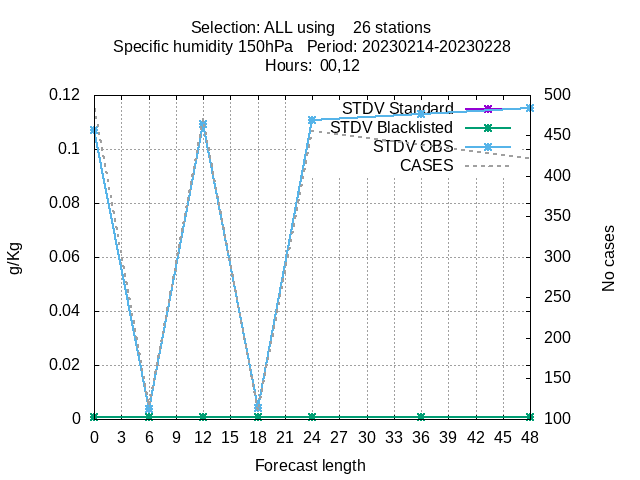 Selection: ALL using    26 stations
Specific humidity 150hPa   Period: 20230214-20230228
Hours:  00,12
STDV Standard
STDV Blacklisted
STDV OBS
CASES
0.12
0.1
0.08
0.06
0.04
0.02
0
g/Kg
500
450
400
350
300
250
200
150
100
No cases
0 3 6 9 12 15 18 21 24 27 30 33 36 39 42 45 48
Forecast length